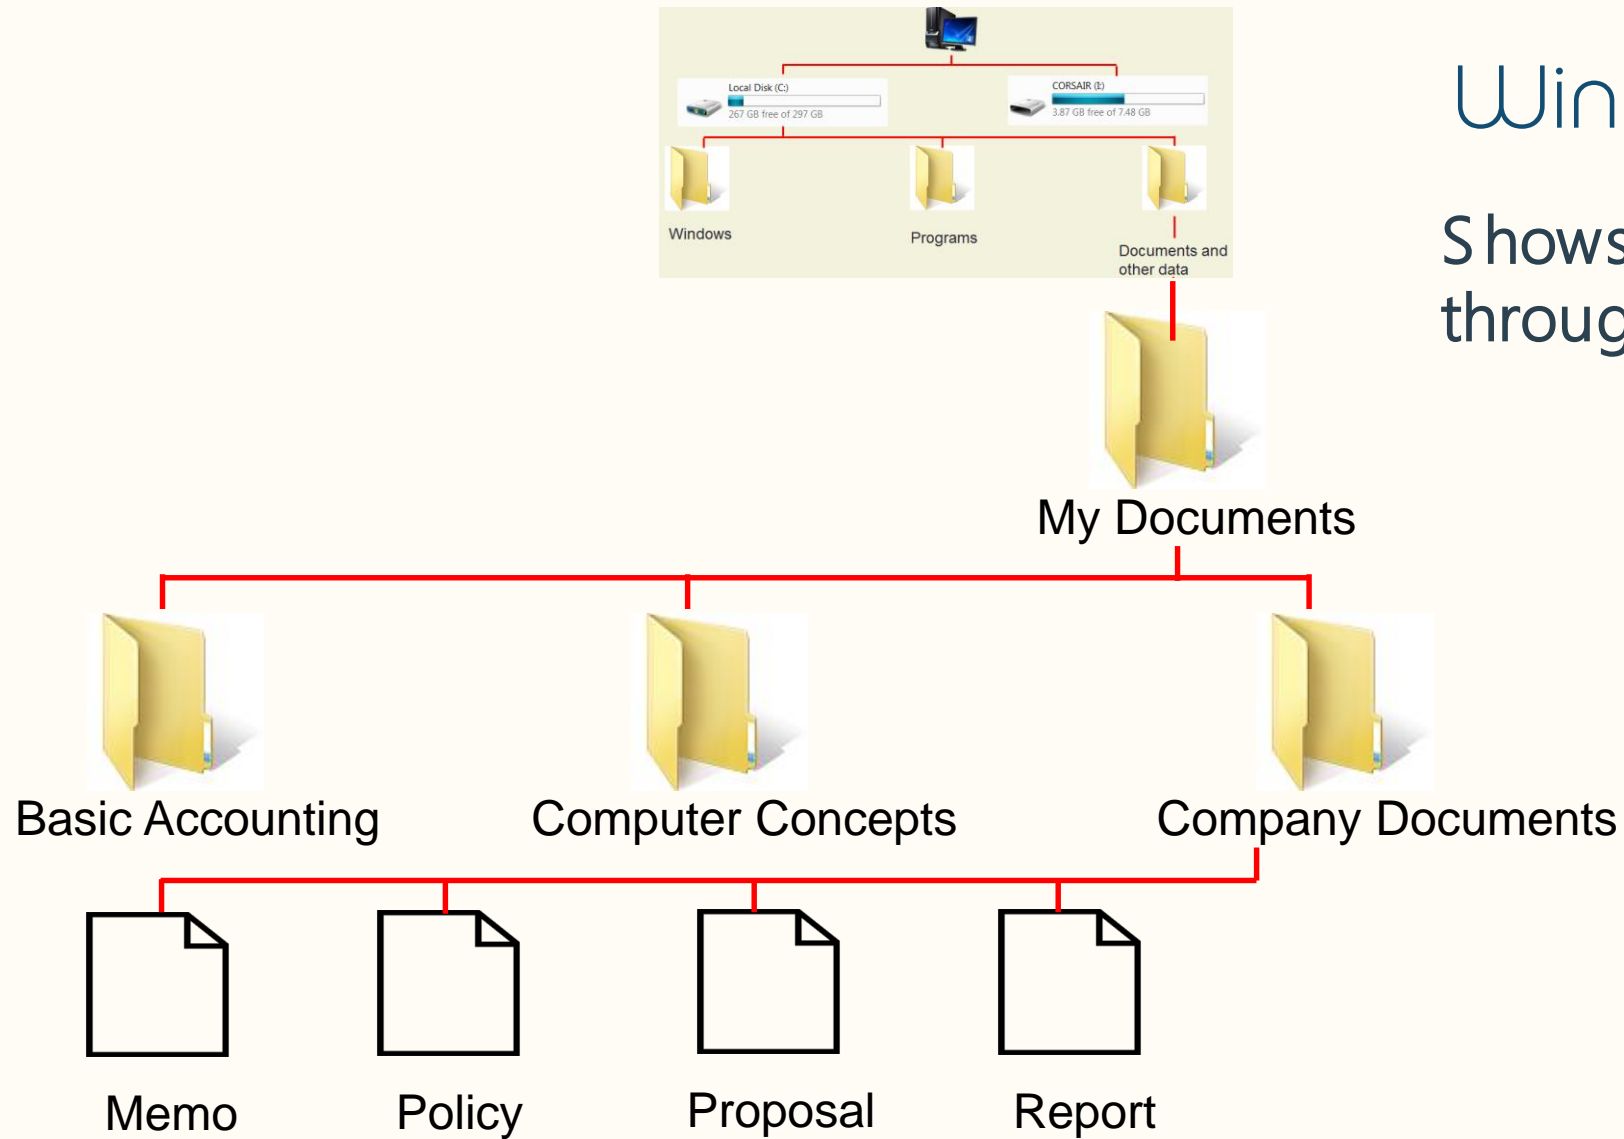 Local Disk (C:)
267 GB free of 297 GB
CORSAIR (I:)
3.87 GB free of 7.48 GB
Windows
Programs
Documents and
other data
Win
Shows
throug
My Documents
Basic Accounting
Computer Concepts
Company Documents
Memo
Policy
Proposal
Report